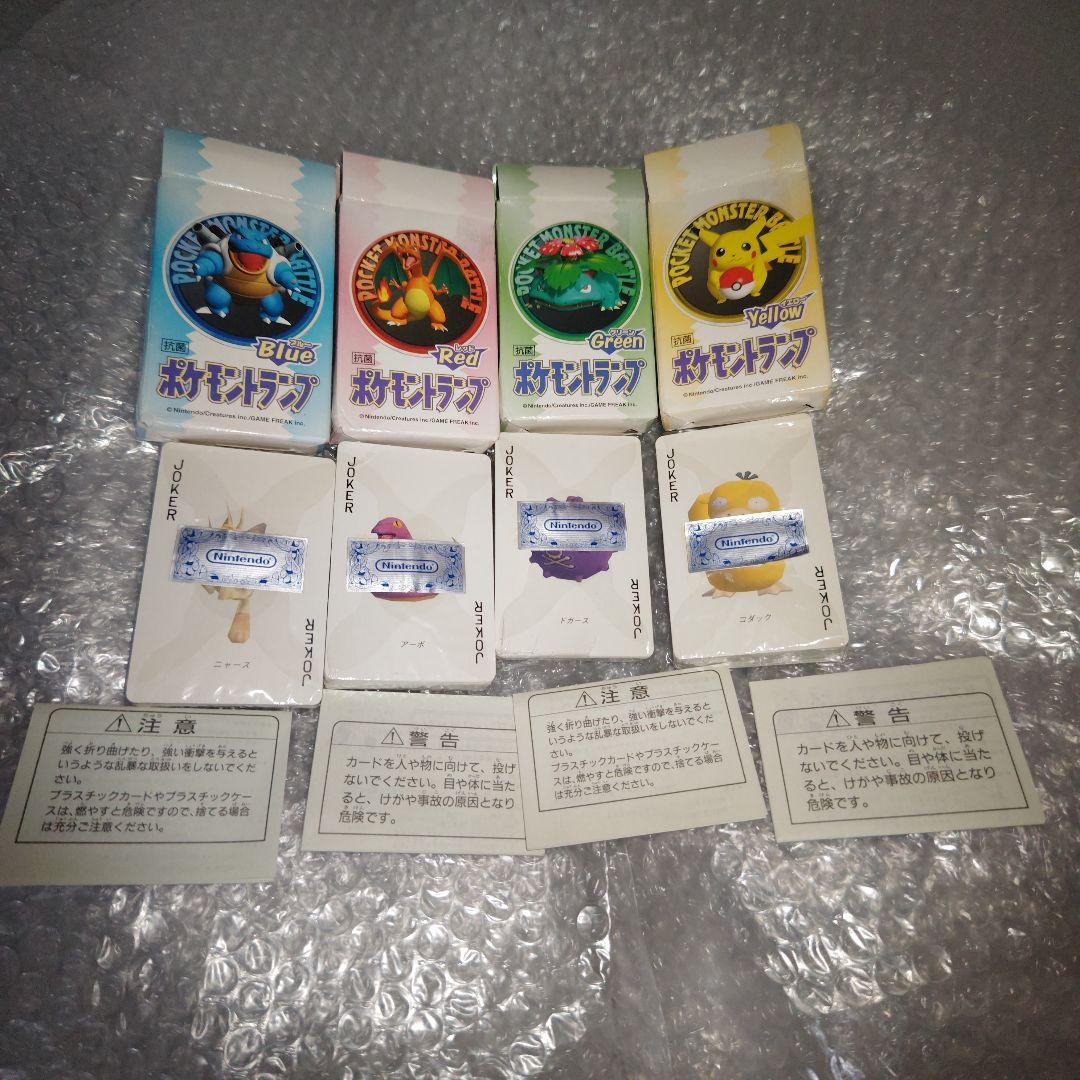 POCKET MONSTER BATTLE
ブルー
Blue
抗菌
ポケモントランプ
©Nintendo/Creatures inc./GAME FREAK inc.
POCKET MONSTER BATTLE
レッド
Red
抗菌
ポケモントランプ
©Nintendo/Creatures inc./GAME FREAK inc.
POCKET MONSTER BATTLE
グリーン
Green
抗菌
ポケモントランプ
©Nintendo/Creatures inc./GAME FREAK inc.
POCKET MONSTER BATTLE
イエロー
Yellow
抗菌
ポケモントランプ
©Nintendo/Creatures inc./GAME FREAK inc.
JOKER
Nintendo
ニャース
JOKER
JOKER
Nintendo
アーボ
JOKER
JOKER
Nintendo
ドガース
JOKER
JOKER
Nintendo
コダック
JOKER
注意
強く折り曲げたり、強い衝撃を与えると
いうような乱暴な取扱いをしないでくだ
さい。
プラスチックカードやプラスチックケー
スは、燃やすと危険ですので、捨てる場合
は充分ご注意ください。
警告
カードを人や物に向けて、投げ
ないでください。目や体に当た
ると、けがや事故の原因となり
危険です。
注意
強く折り曲げたり、強い衝撃を与えると
いうような乱暴な取扱いをしないでくだ
さい。
プラスチックカードやプラスチックケー
スは、燃やすと危険ですので、捨てる場合
は充分ご注意ください。
警告
カードを人や物に向けて、投げ
ないでください。目や体に当た
ると、けがや事故の原因となり
危険です。